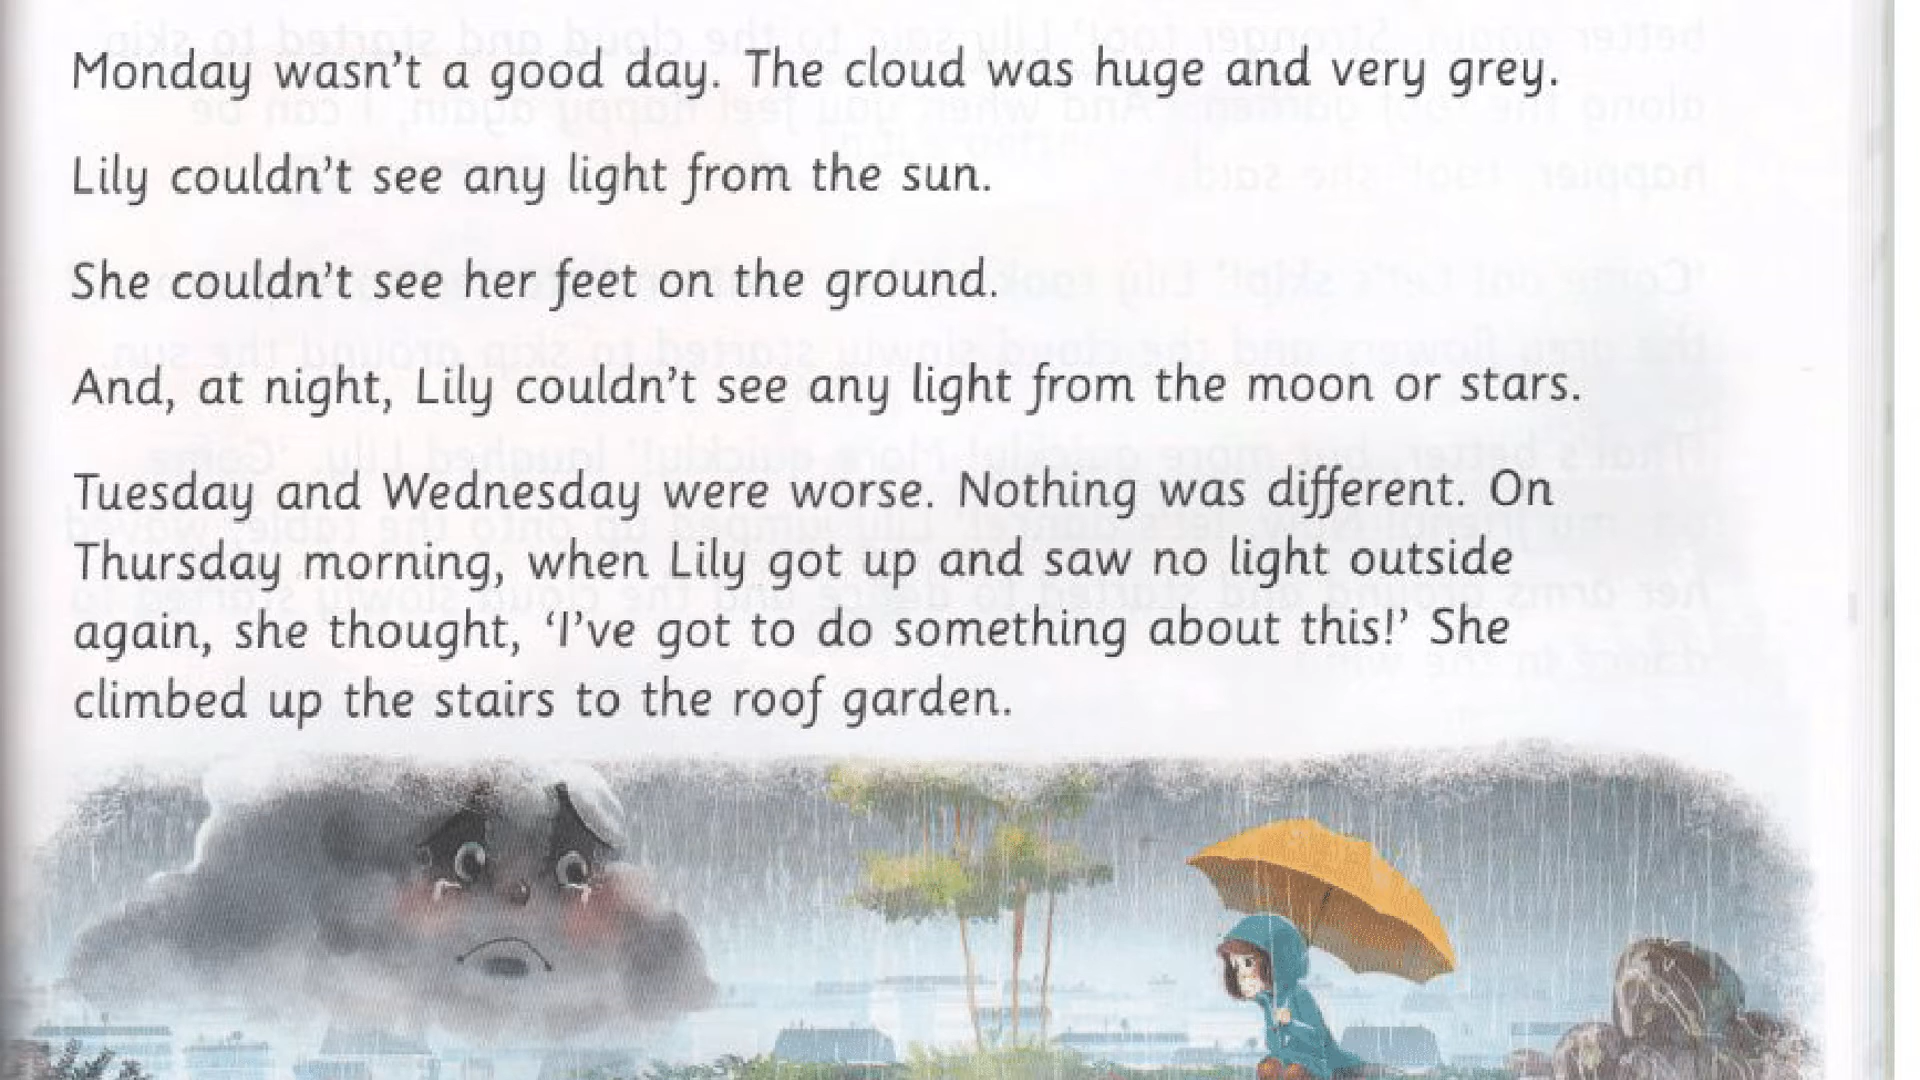 Monday wasn't a good day. The cloud was huge and very grey.
Lily couldn't see any light from the sun.
She couldn't see her feet on the ground.
And, at night, Lily couldn't see any light from the moon or stars.
Tuesday and Wednesday were worse. Nothing was different. On
Thursday morning, when Lily got up and saw no light outside
again, she thought, ‘I've got to do something about this!’ She
climbed up the stairs to the roof garden.